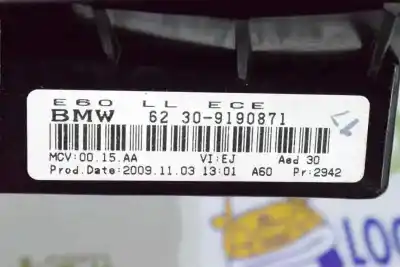 E60 LL ECE
BMW 62 30-9190871
MCV:00.15.AA VI:EJ Aed 30
Prod.Date:2009.11.03 13:01 A60 Pr:2942
LOG